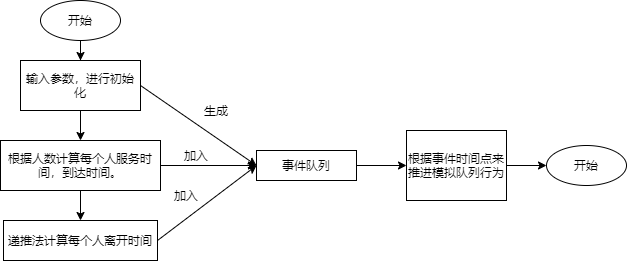 开始
输入参数，进行初始
化
生成
根据人数计算每个人服务时
间，到达时间。
加入
事件队列
根据事件时间点来
推进模拟队列行为
开始
加入
递推法计算每个人离开时间